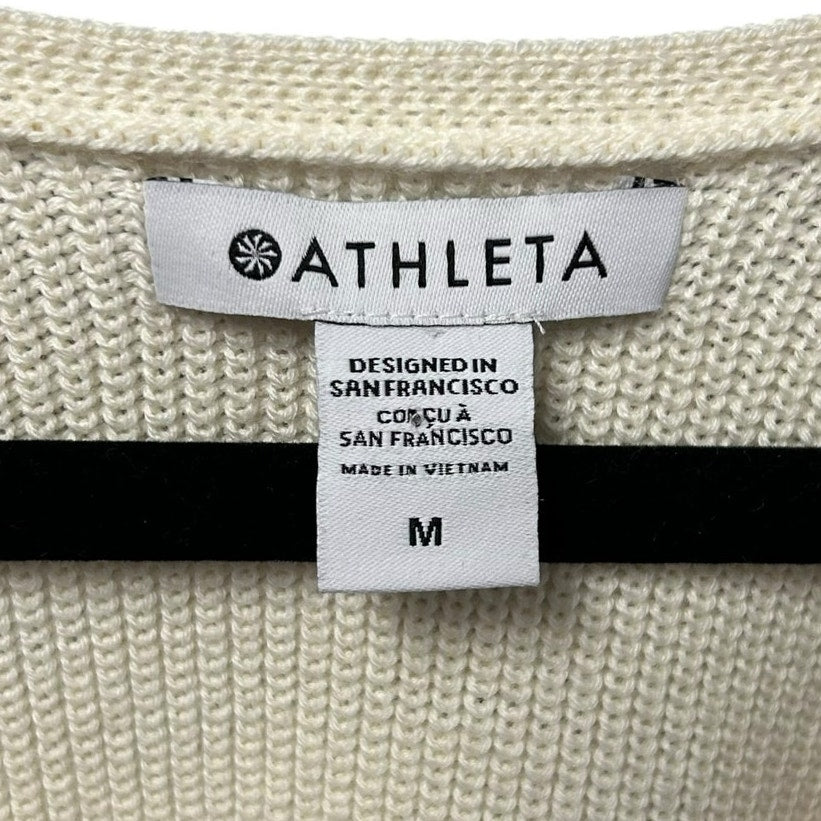 ATHLETA
DESIGNED IN
SAN FRANCISCO
CONÇU À
SAN FRANCISCO
MADE IN VIETNAM
M